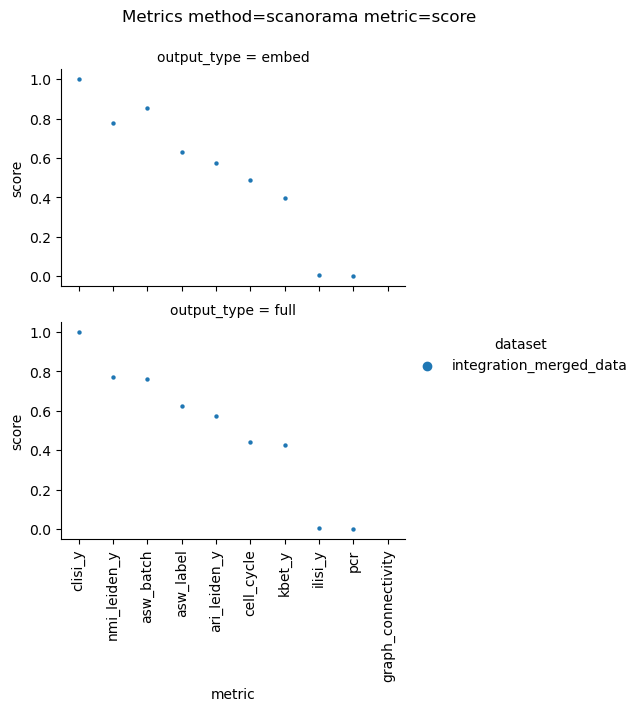 Metrics method=scanorama metric=score
output_type = embed
1.0
0.8
0.6
0.4
0.2
0.0
score
output_type = full
1.0
0.8
0.6
0.4
0.2
0.0
score
dataset
integration_merged_data
clisi_y
nmi_leiden_y
asw_batch
asw_label
ari_leiden_y
cell_cycle
kbet_y
ilisi_y
pcr
graph_connectivity
metric